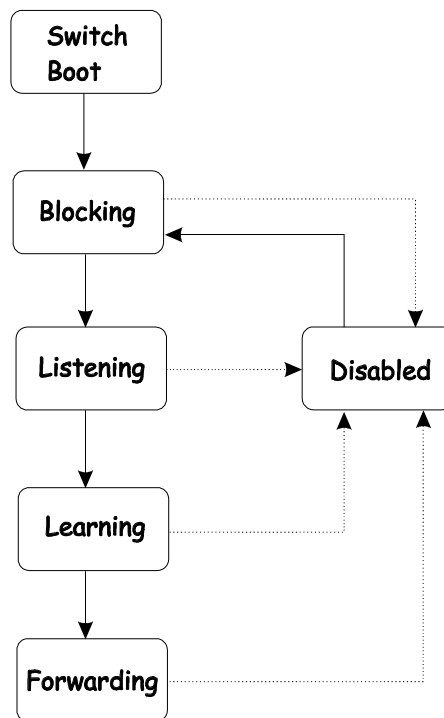 Switch
Boot
Blocking
Listening
Disabled
Learning
Forwarding